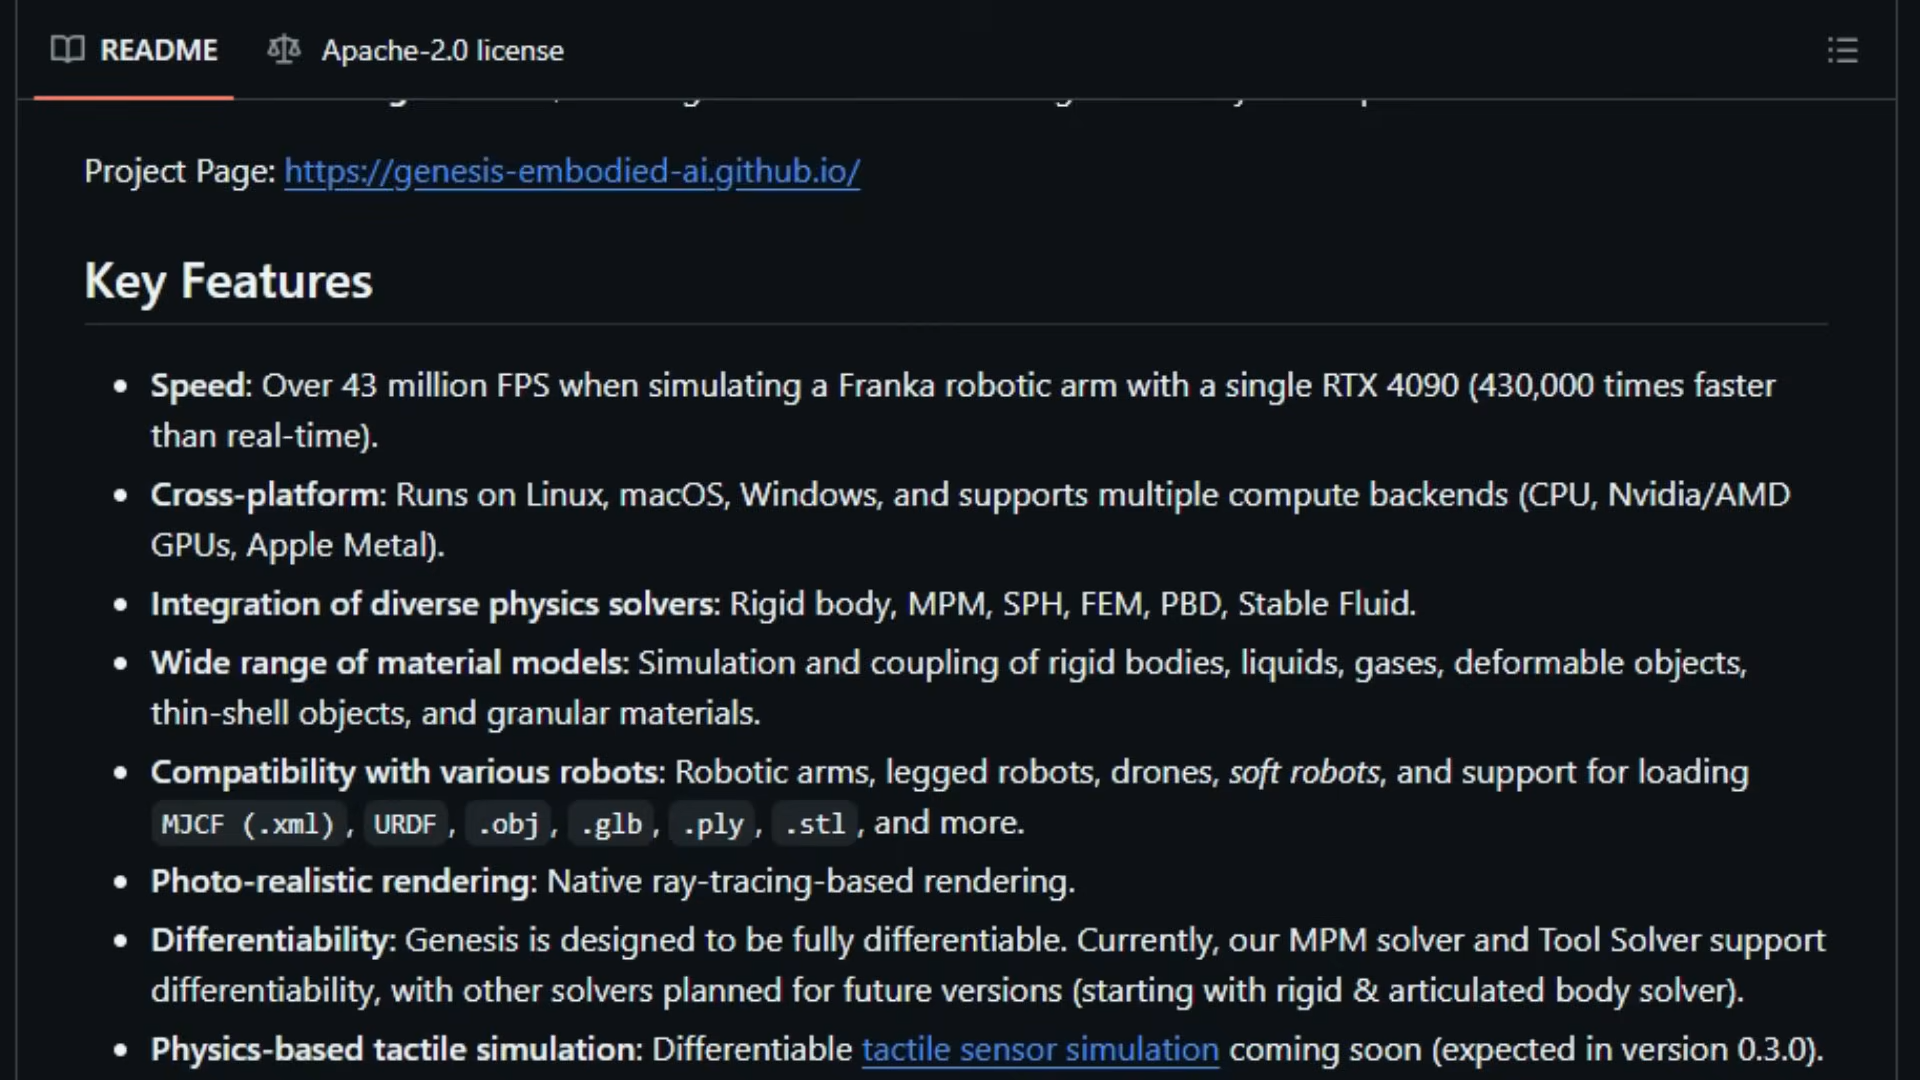 README
Apache-2.0 license
Project Page: https://genesis-embodied-ai.github.io/
Key Features
Speed: Over 43 million FPS when simulating a Franka robotic arm with a single RTX 4090 (430,000 times faster
than real-time).
Cross-platform: Runs on Linux, macOS, Windows, and supports multiple compute backends (CPU, Nvidia/AMD
GPUs, Apple Metal).
Integration of diverse physics solvers: Rigid body, MPM, SPH, FEM, PBD, Stable Fluid.
Wide range of material models: Simulation and coupling of rigid bodies, liquids, gases, deformable objects,
thin-shell objects, and granular materials.
Compatibility with various robots: Robotic arms, legged robots, drones, soft robots, and support for loading
MJCF (.xml), URDF, .obj, .glb, .ply, .stl, and more.
Photo-realistic rendering: Native ray-tracing-based rendering.
Differentiability: Genesis is designed to be fully differentiable. Currently, our MPM solver and Tool Solver support
differentiability, with other solvers planned for future versions (starting with rigid & articulated body solver).
Physics-based tactile simulation: Differentiable tactile sensor simulation coming soon (expected in version 0.3.0).